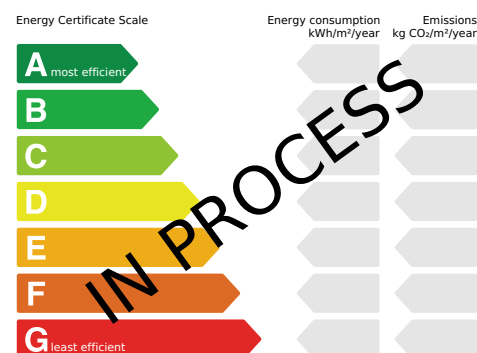 Energy Certificate Scale
Energy consumption
kWh/m²/year
Emissions
kg CO₂/m²/year
A most efficient
B
C
D
E
F
G least efficient
IN PROCESS